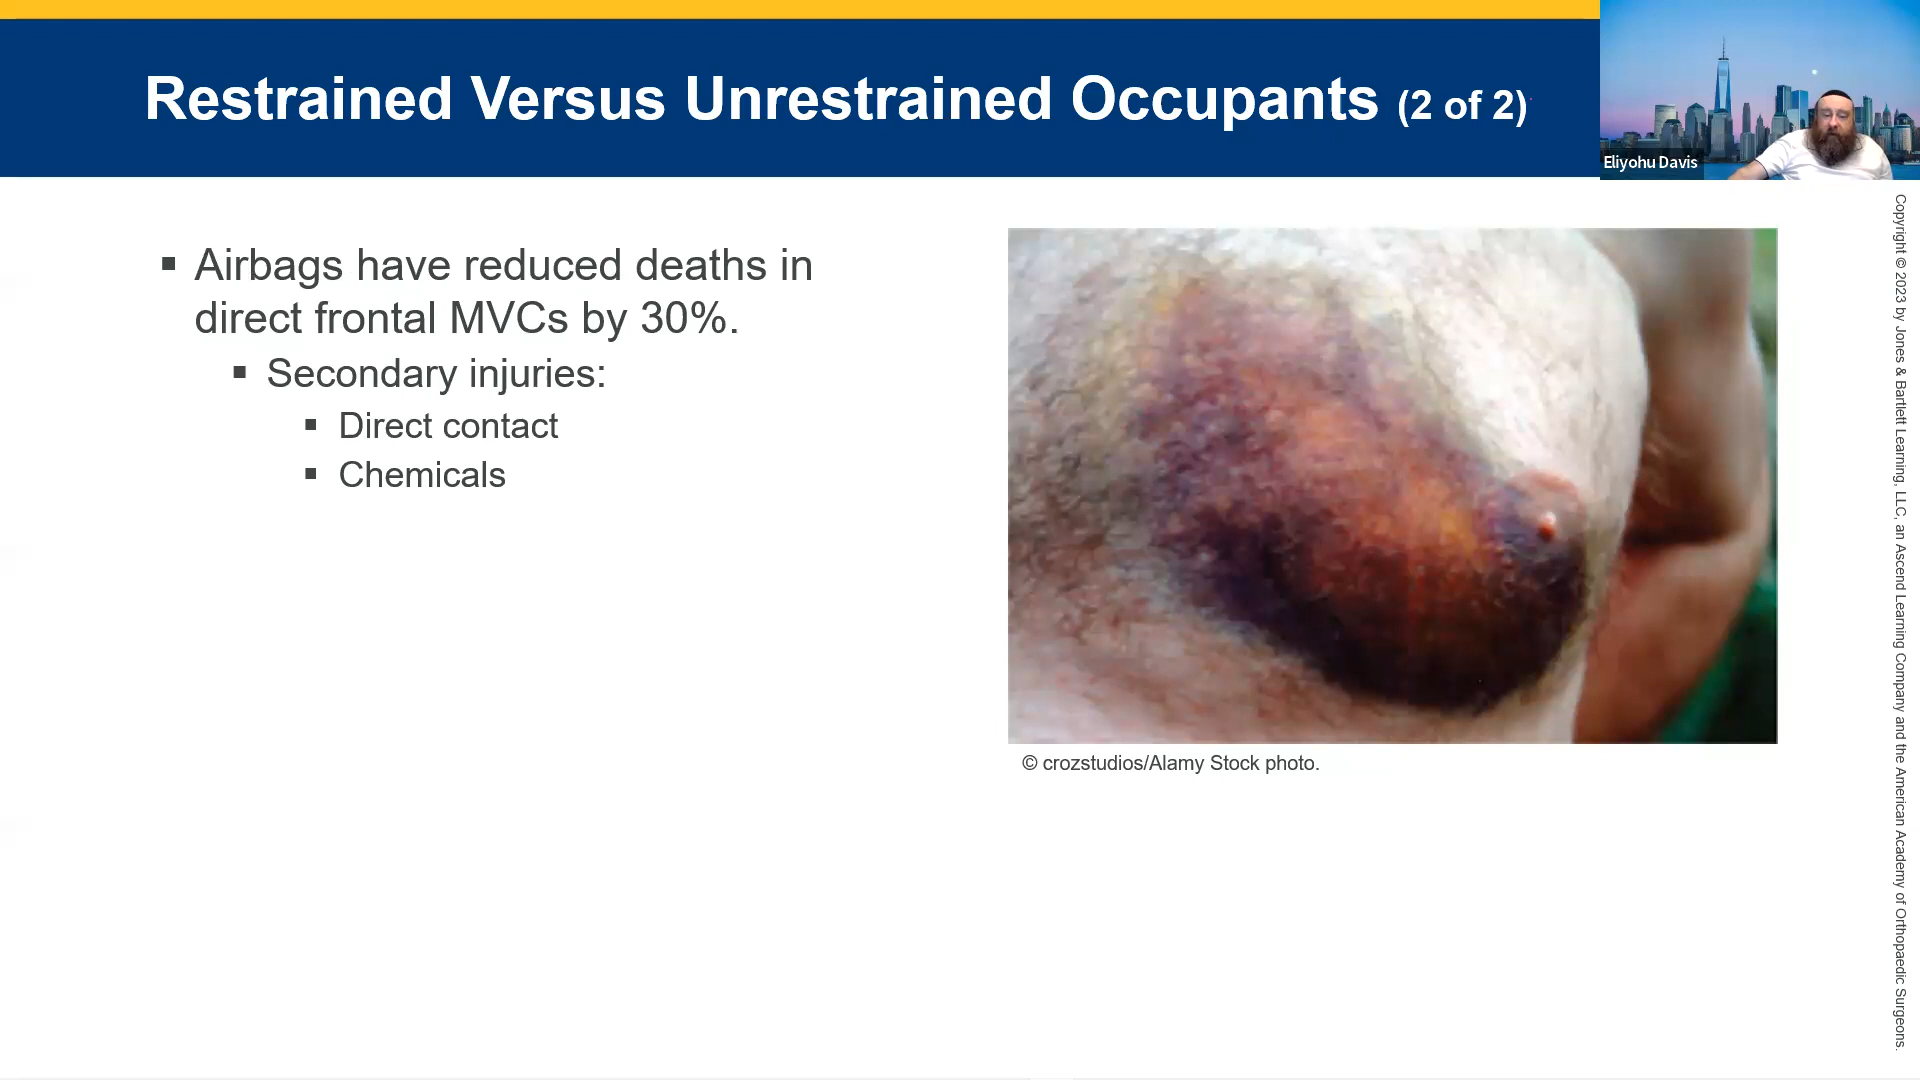 Restrained Versus Unrestrained Occupants (2 of 2)
Eliyohu Davis
▪ Airbags have reduced deaths in
direct frontal MVCs by 30%.
▪ Secondary injuries:
▪ Direct contact
▪ Chemicals
© crozstudios/Alamy Stock photo.
Copyright © 2023 by Jones & Bartlett Learning, LLC, an Ascend Learning Company and the American Academy of Orthopaedic Surgeons.